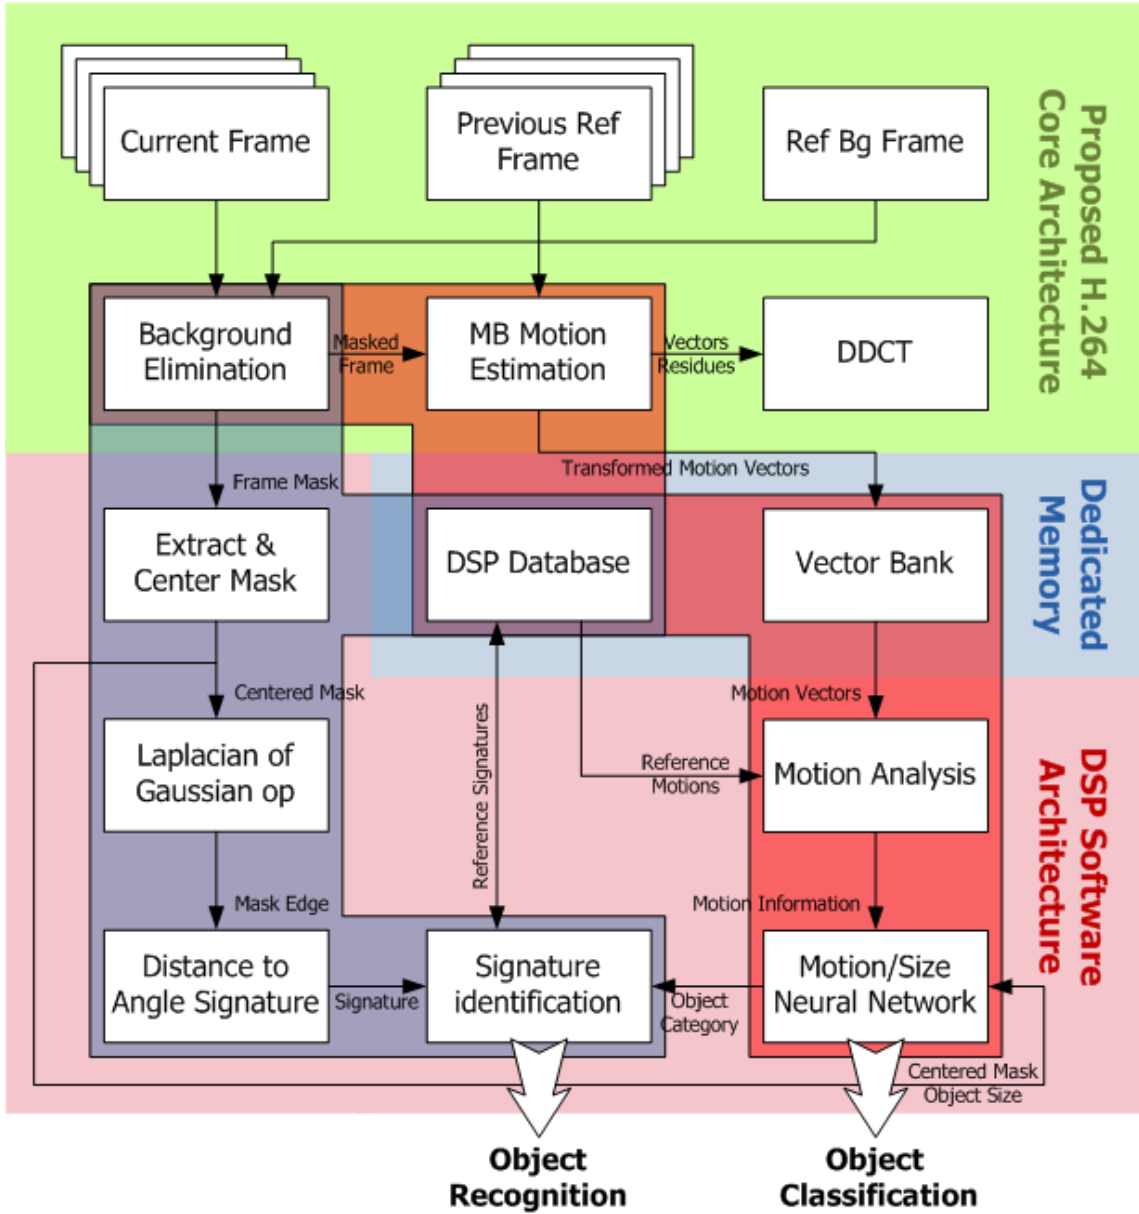 Current Frame
Previous Ref
Frame
Ref Bg Frame
Proposed H.264
Core Architecture
Background
Elimination
Masked
Frame
MB Motion
Estimation
Vectors
Residues
DDCT
Frame Mask
Transformed Motion Vectors
Dedicated
Memory
Extract &
Center Mask
DSP Database
Vector Bank
Centered Mask
Motion Vectors
Reference Signatures
Laplacian of
Gaussian op
Reference
Motions
Motion Analysis
DSP Software
Architecture
Mask Edge
Motion Information
Distance to
Angle Signature
Signature
Signature
identification
Object
Category
Motion/Size
Neural Network
Centered Mask
Object Size
Object
Recognition
Object
Classification